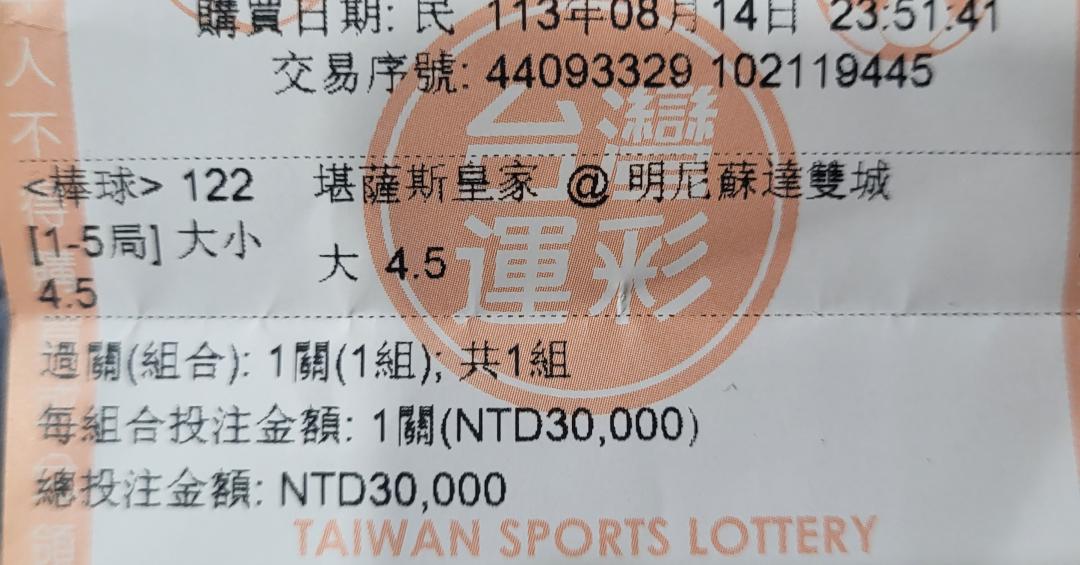 購買日期: 民 113年08月14日 23:51:41
交易序號: 44093329 102119445
人不得購
台灣
運彩
<棒球> 122 堪薩斯皇家 @ 明尼蘇達雙城
[1-5局] 大小 大 4.5
4.5
過關(組合): 1關(1組); 共1組
每組合投注金額: 1關(NTD30,000)
總投注金額: NTD30,000
TAIWAN SPORTS LOTTERY